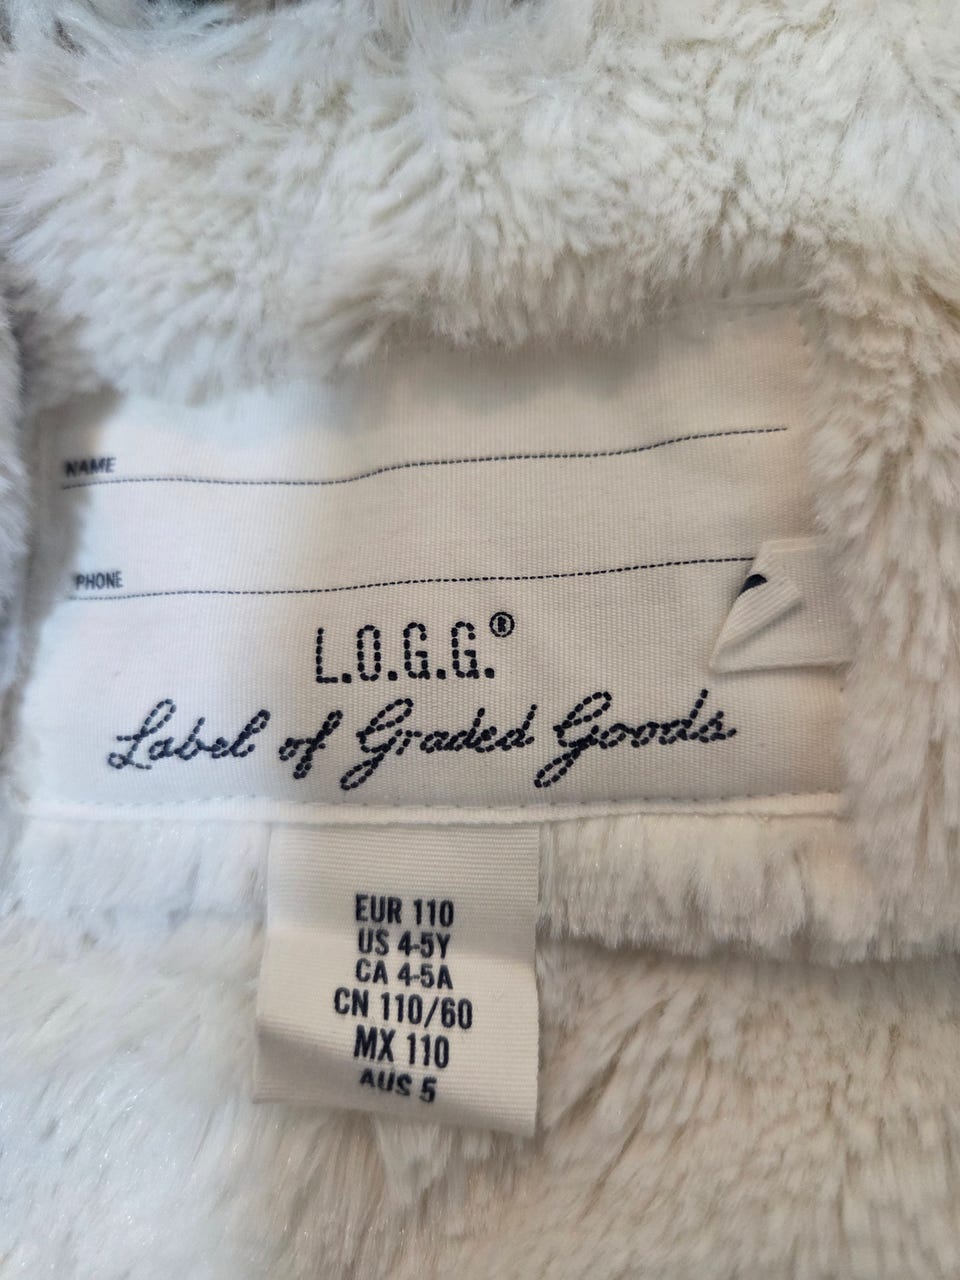 NAME
PHONE
L.O.G.G.®
Label of Graded Goods
EUR 110
US 4-5Y
CA 4-5A
CN 110/60
MX 110
AUS 5